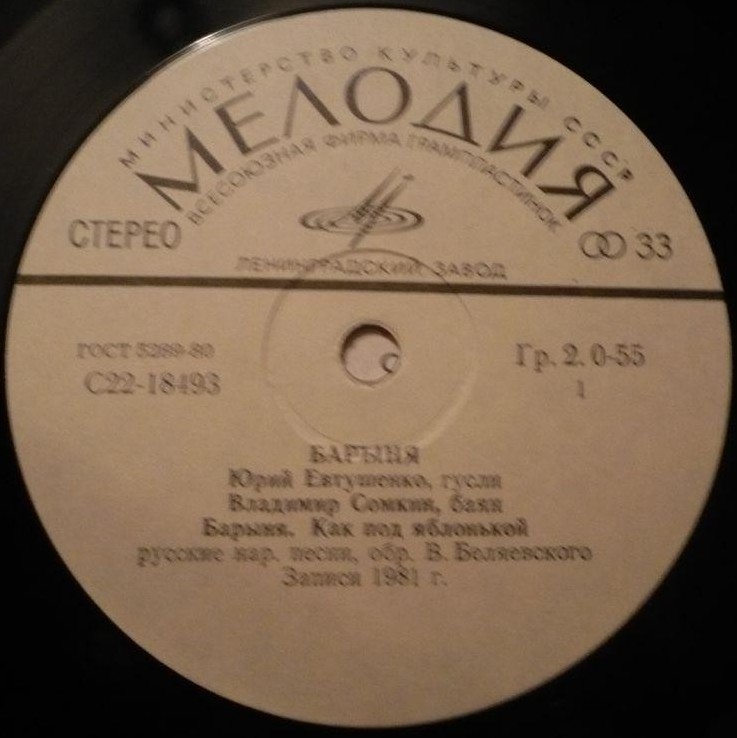 МИНИСТЕРСТВО КУЛЬТУРЫ СССР
МЕЛОДИЯ
ВСЕСОЮЗНАЯ ФИРМА ГРАМПЛАСТИНОК
СТЕРЕО
33
ЛЕНИНГРАДСКИЙ ЗАВОД
ГОСТ 5289-80
Гр. 2. 0-55
С22-18493
1
БАРЫНЯ
Юрий Евтушенко, гусли
Владимир Сомкин, баян
Барыня. Как под яблонькой
русские нар. песни, обр. В. Беляевского
Записи 1981 г.